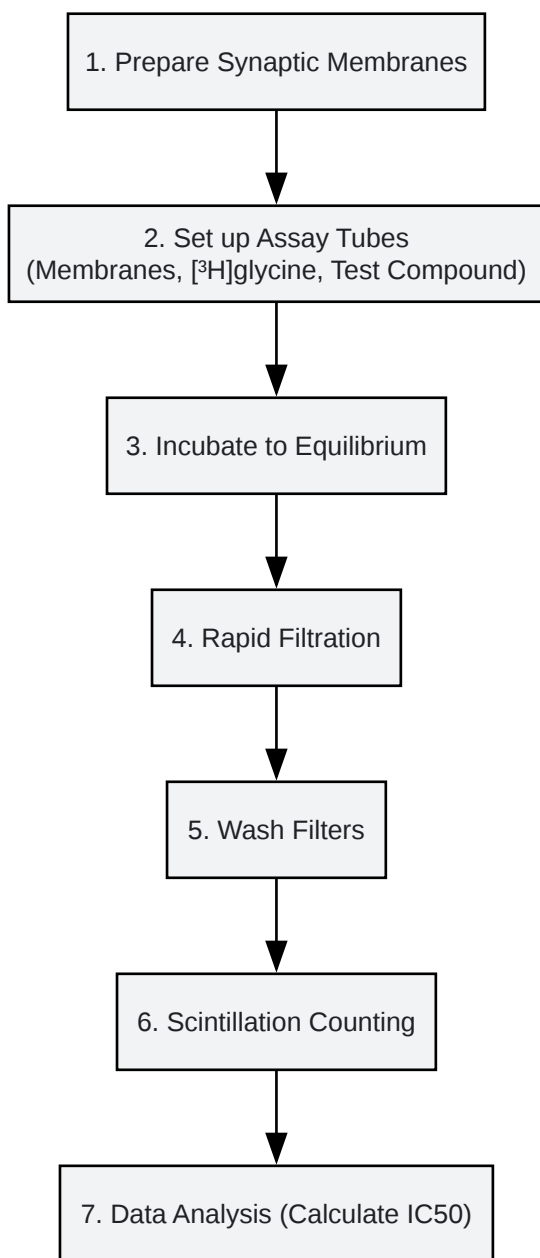 1. Prepare Synaptic Membranes
2. Set up Assay Tubes
(Membranes, [³H]glycine, Test Compound)
3. Incubate to Equilibrium
4. Rapid Filtration
5. Wash Filters
6. Scintillation Counting
7. Data Analysis (Calculate IC50)